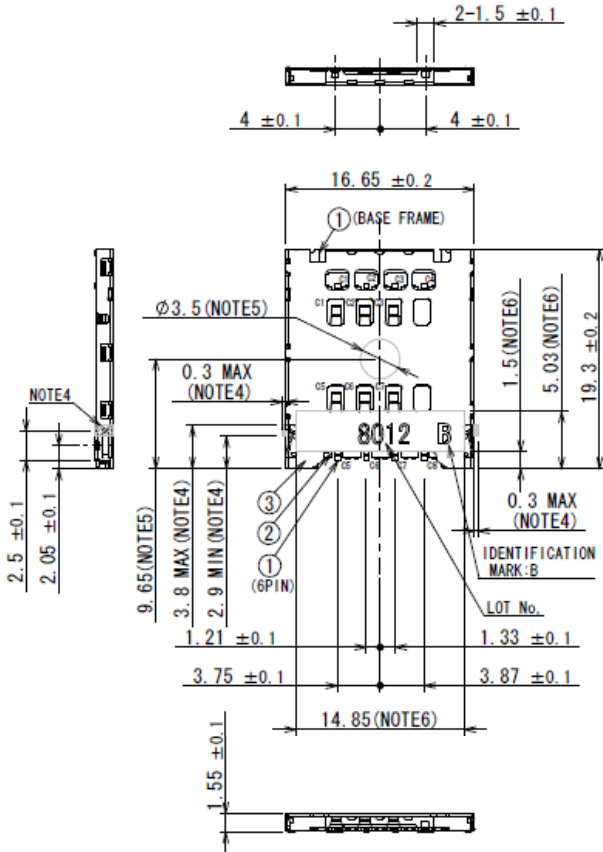 2-1.5 ±0.1
4 ±0.1
4 ±0.1
16.65 ±0.2
1 (BASE FRAME)
C1 C2 C3 C4
C1 C2 C3
Ø3.5(NOTE5)
1.5(NOTE6)
5.03(NOTE6)
19.3 ±0.2
0.3 MAX
(NOTE4)
NOTE4
C5 C6 C7
8012 B
C5 C6 C7 C8
3
2
1
(6PIN)
2.5 ±0.1
2.05 ±0.1
9.65(NOTE5)
3.8 MAX(NOTE4)
2.9 MIN(NOTE4)
0.3 MAX
(NOTE4)
IDENTIFICATION
MARK:B
LOT No.
1.21 ±0.1
1.33 ±0.1
3.75 ±0.1
3.87 ±0.1
14.85(NOTE6)
1.55 ±0.1